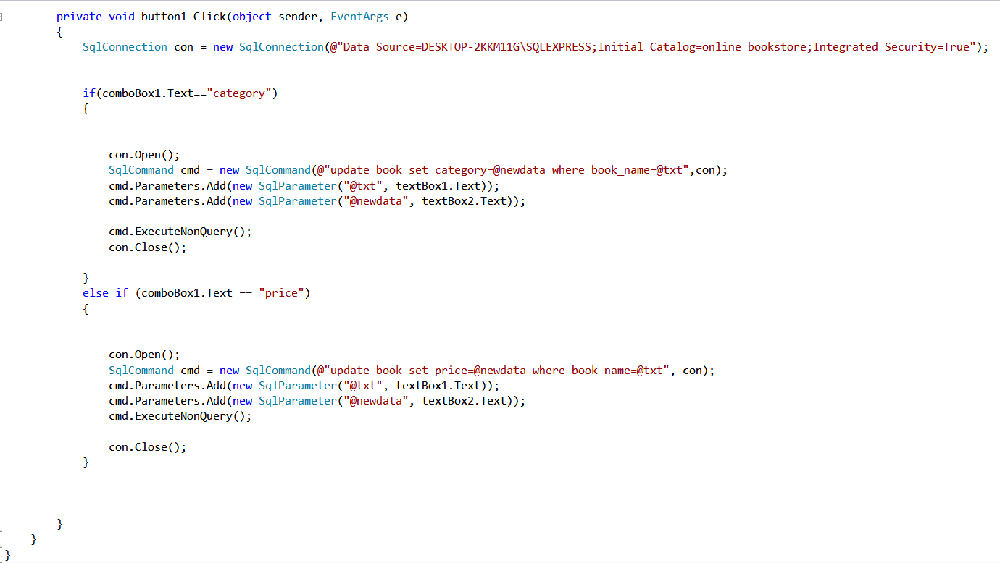 private void button1_Click(object sender, EventArgs e)
{
SqlConnection con = new SqlConnection(@"Data Source=DESKTOP-2KKM11G\SQLEXPRESS;Initial Catalog=online bookstore;Integrated Security=True");
if(comboBox1.Text=="category")
{
con.Open();
SqlCommand cmd = new SqlCommand(@"update book set category=@newdata where book_name=@txt",con);
cmd.Parameters.Add(new SqlParameter("@txt", textBox1.Text));
cmd.Parameters.Add(new SqlParameter("@newdata", textBox2.Text));
cmd.ExecuteNonQuery();
con.Close();
}
else if (comboBox1.Text == "price")
{
con.Open();
SqlCommand cmd = new SqlCommand(@"update book set price=@newdata where book_name=@txt", con);
cmd.Parameters.Add(new SqlParameter("@txt", textBox1.Text));
cmd.Parameters.Add(new SqlParameter("@newdata", textBox2.Text));
cmd.ExecuteNonQuery();
con.Close();
}
}
}
}